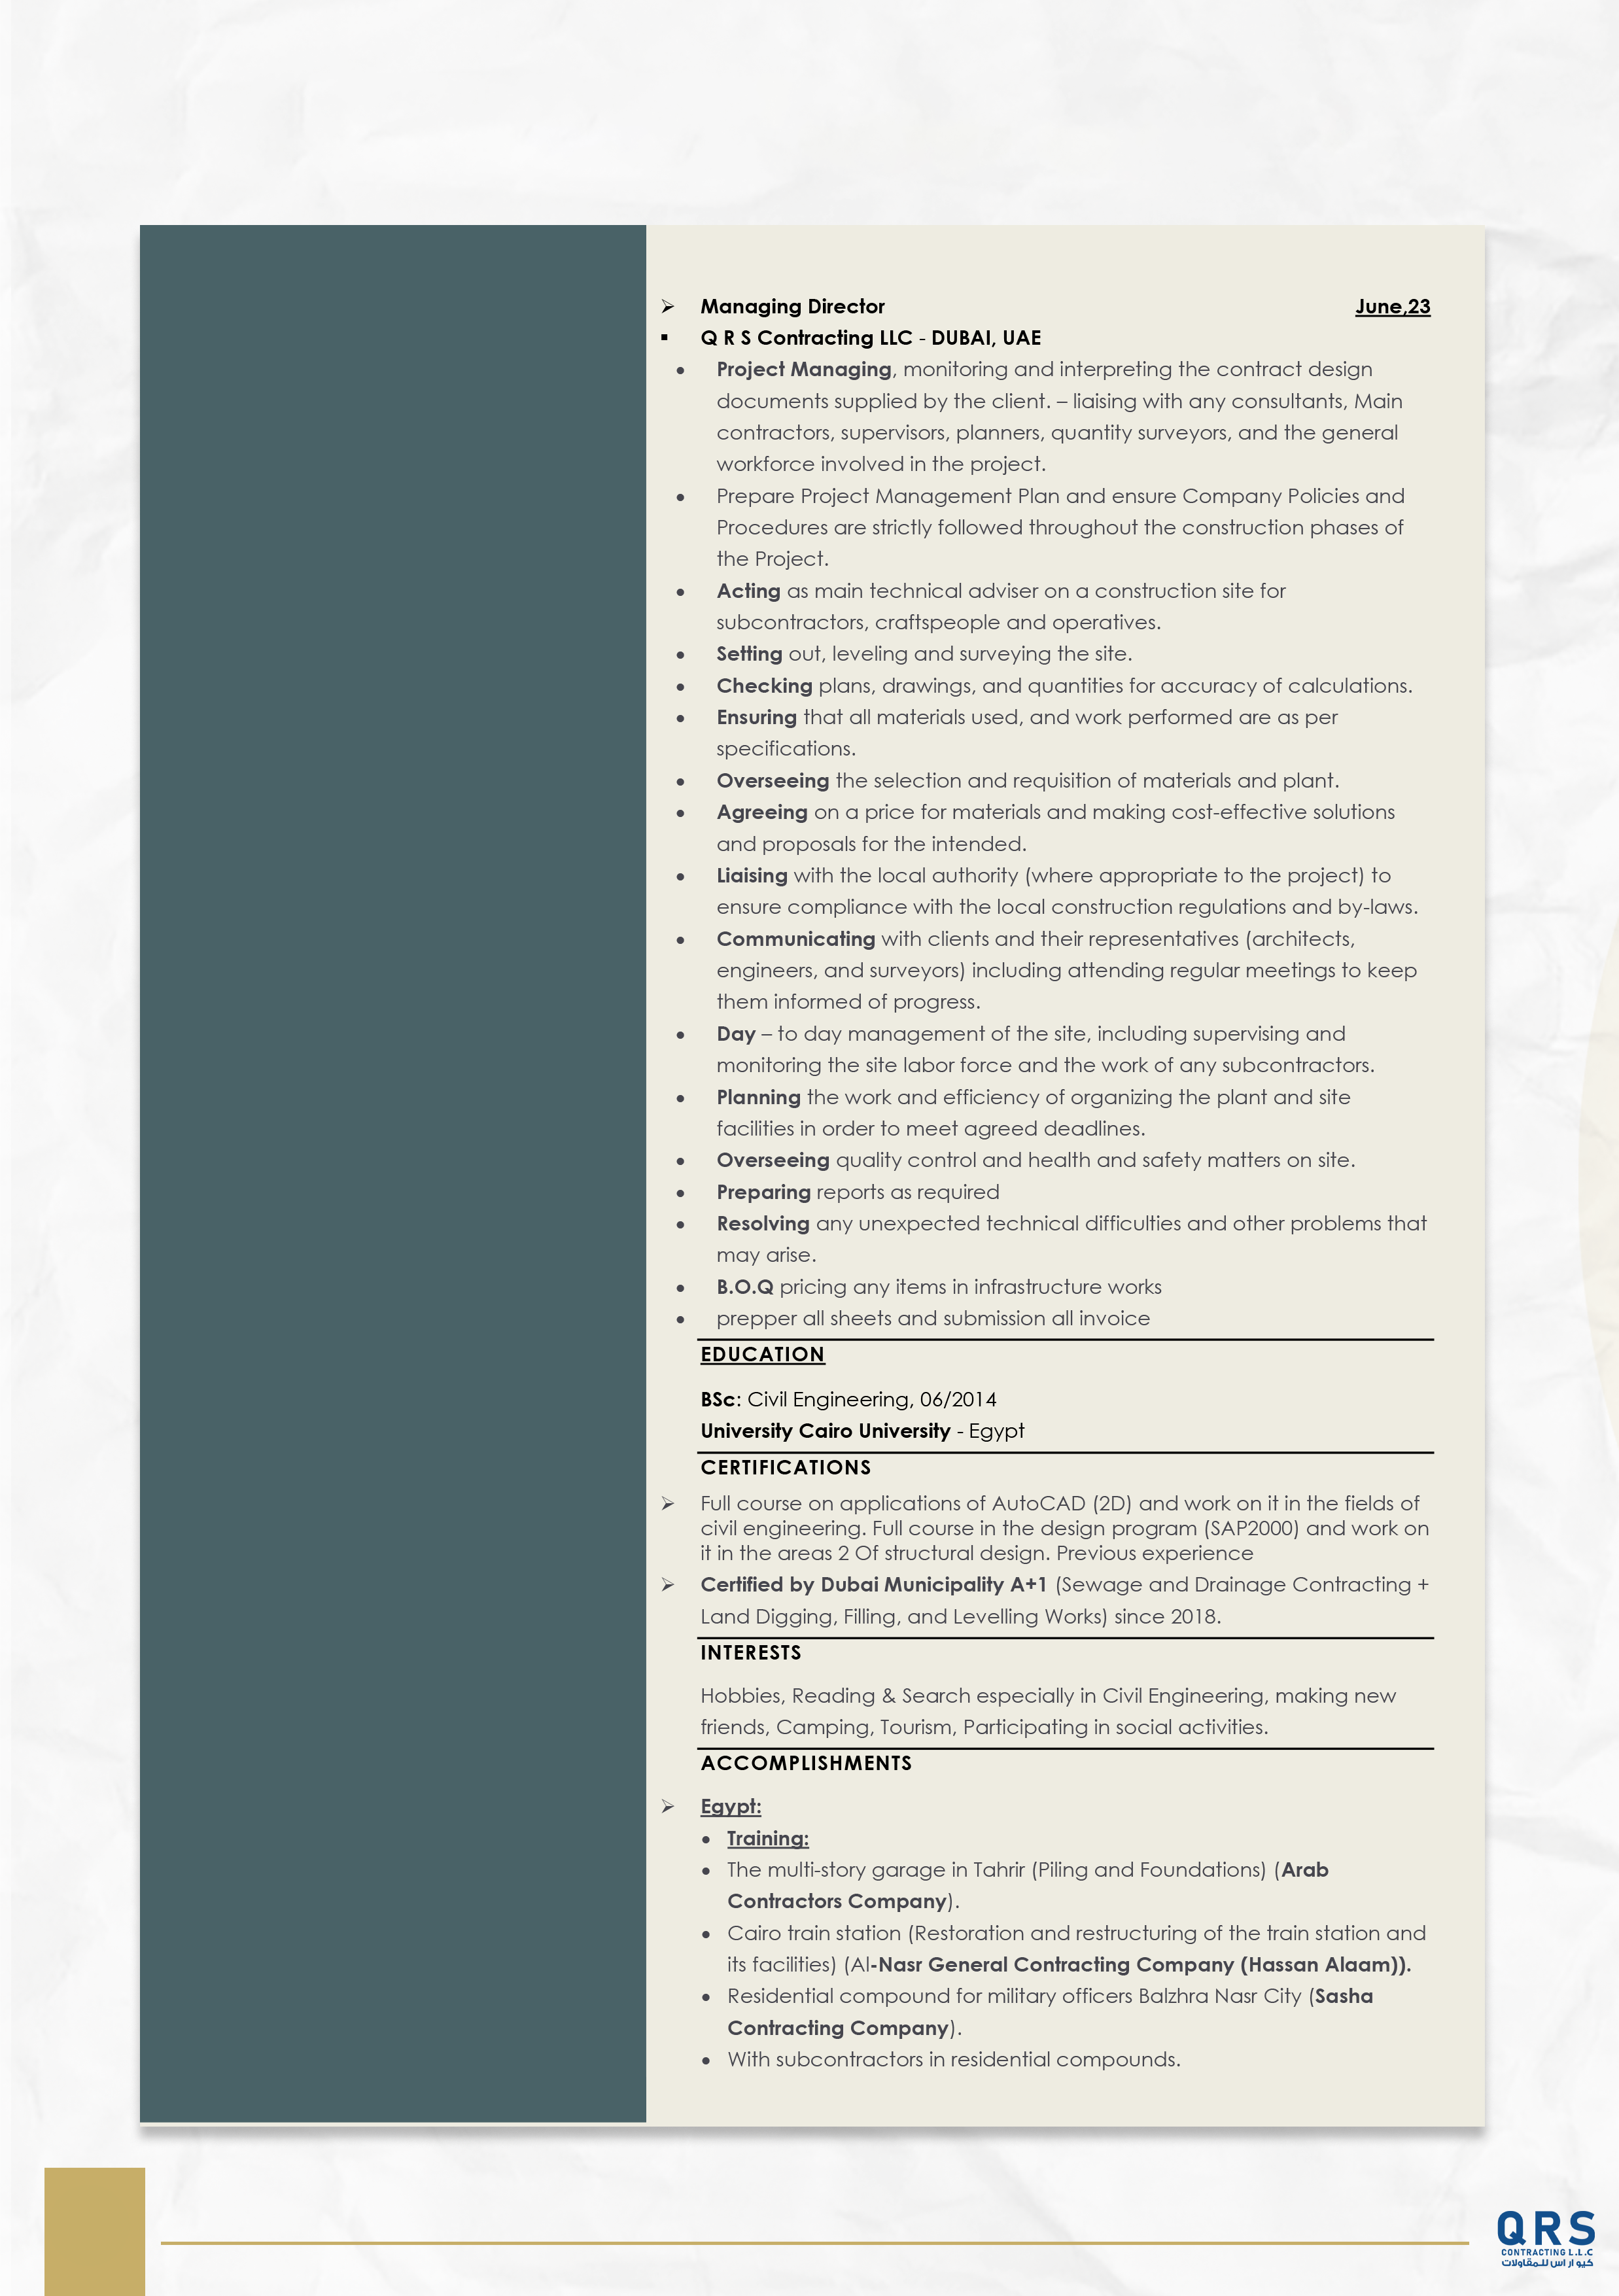 ➢ Managing Director June,23
▪ Q R S Contracting LLC - DUBAI, UAE
• Project Managing, monitoring and interpreting the contract design
documents supplied by the client. – liaising with any consultants, Main
contractors, supervisors, planners, quantity surveyors, and the general
workforce involved in the project.
• Prepare Project Management Plan and ensure Company Policies and
Procedures are strictly followed throughout the construction phases of
the Project.
• Acting as main technical adviser on a construction site for
subcontractors, craftspeople and operatives.
• Setting out, leveling and surveying the site.
• Checking plans, drawings, and quantities for accuracy of calculations.
• Ensuring that all materials used, and work performed are as per
specifications.
• Overseeing the selection and requisition of materials and plant.
• Agreeing on a price for materials and making cost-effective solutions
and proposals for the intended.
• Liaising with the local authority (where appropriate to the project) to
ensure compliance with the local construction regulations and by-laws.
• Communicating with clients and their representatives (architects,
engineers, and surveyors) including attending regular meetings to keep
them informed of progress.
• Day – to day management of the site, including supervising and
monitoring the site labor force and the work of any subcontractors.
• Planning the work and efficiency of organizing the plant and site
facilities in order to meet agreed deadlines.
• Overseeing quality control and health and safety matters on site.
• Preparing reports as required
• Resolving any unexpected technical difficulties and other problems that
may arise.
• B.O.Q pricing any items in infrastructure works
• prepper all sheets and submission all invoice
EDUCATION
BSc: Civil Engineering, 06/2014
University Cairo University - Egypt
CERTIFICATIONS
➢ Full course on applications of AutoCAD (2D) and work on it in the fields of
civil engineering. Full course in the design program (SAP2000) and work on
it in the areas 2 Of structural design. Previous experience
➢ Certified by Dubai Municipality A+1 (Sewage and Drainage Contracting +
Land Digging, Filling, and Levelling Works) since 2018.
INTERESTS
Hobbies, Reading & Search especially in Civil Engineering, making new
friends, Camping, Tourism, Participating in social activities.
ACCOMPLISHMENTS
➢ Egypt:
• Training:
• The multi-story garage in Tahrir (Piling and Foundations) (Arab
Contractors Company).
• Cairo train station (Restoration and restructuring of the train station and
its facilities) (Al-Nasr General Contracting Company (Hassan Alaam)).
• Residential compound for military officers Balzhra Nasr City (Sasha
Contracting Company).
• With subcontractors in residential compounds.
QRS
CONTRACTING L.L.C
كيو ار اس للمقاولات